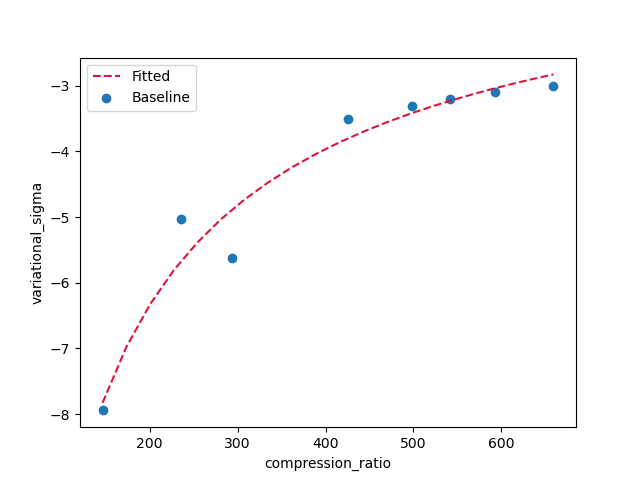 Fitted
Baseline
−3
−4
−5
−6
−7
−8
variational_sigma
200 300 400 500 600
compression_ratio